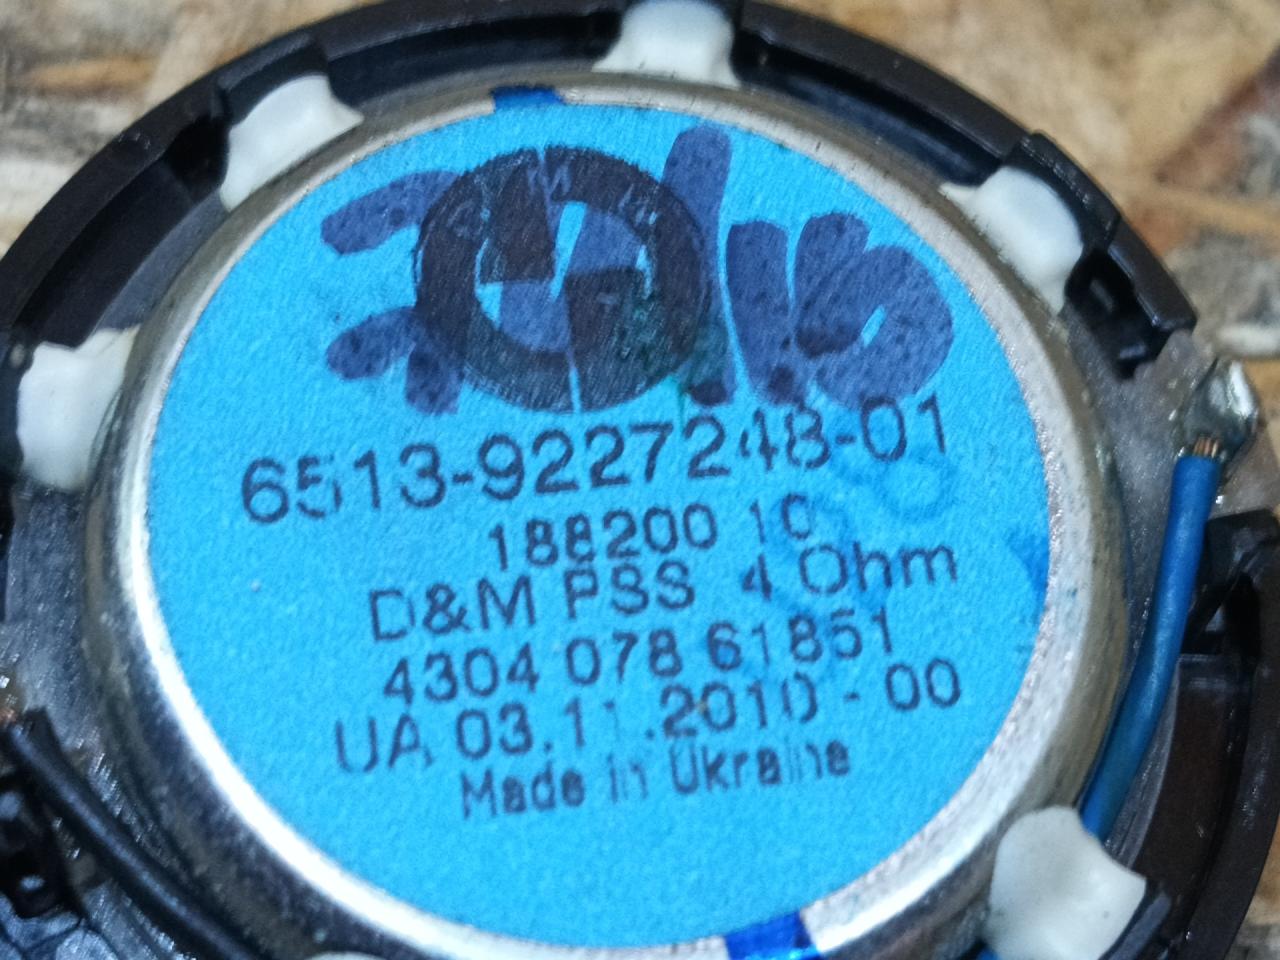 BMW
6513-9227248-01
188200 10
D&M PSS 4 Ohm
4304 078 61851
UA 03.11.2010 - 00
Made in Ukraine